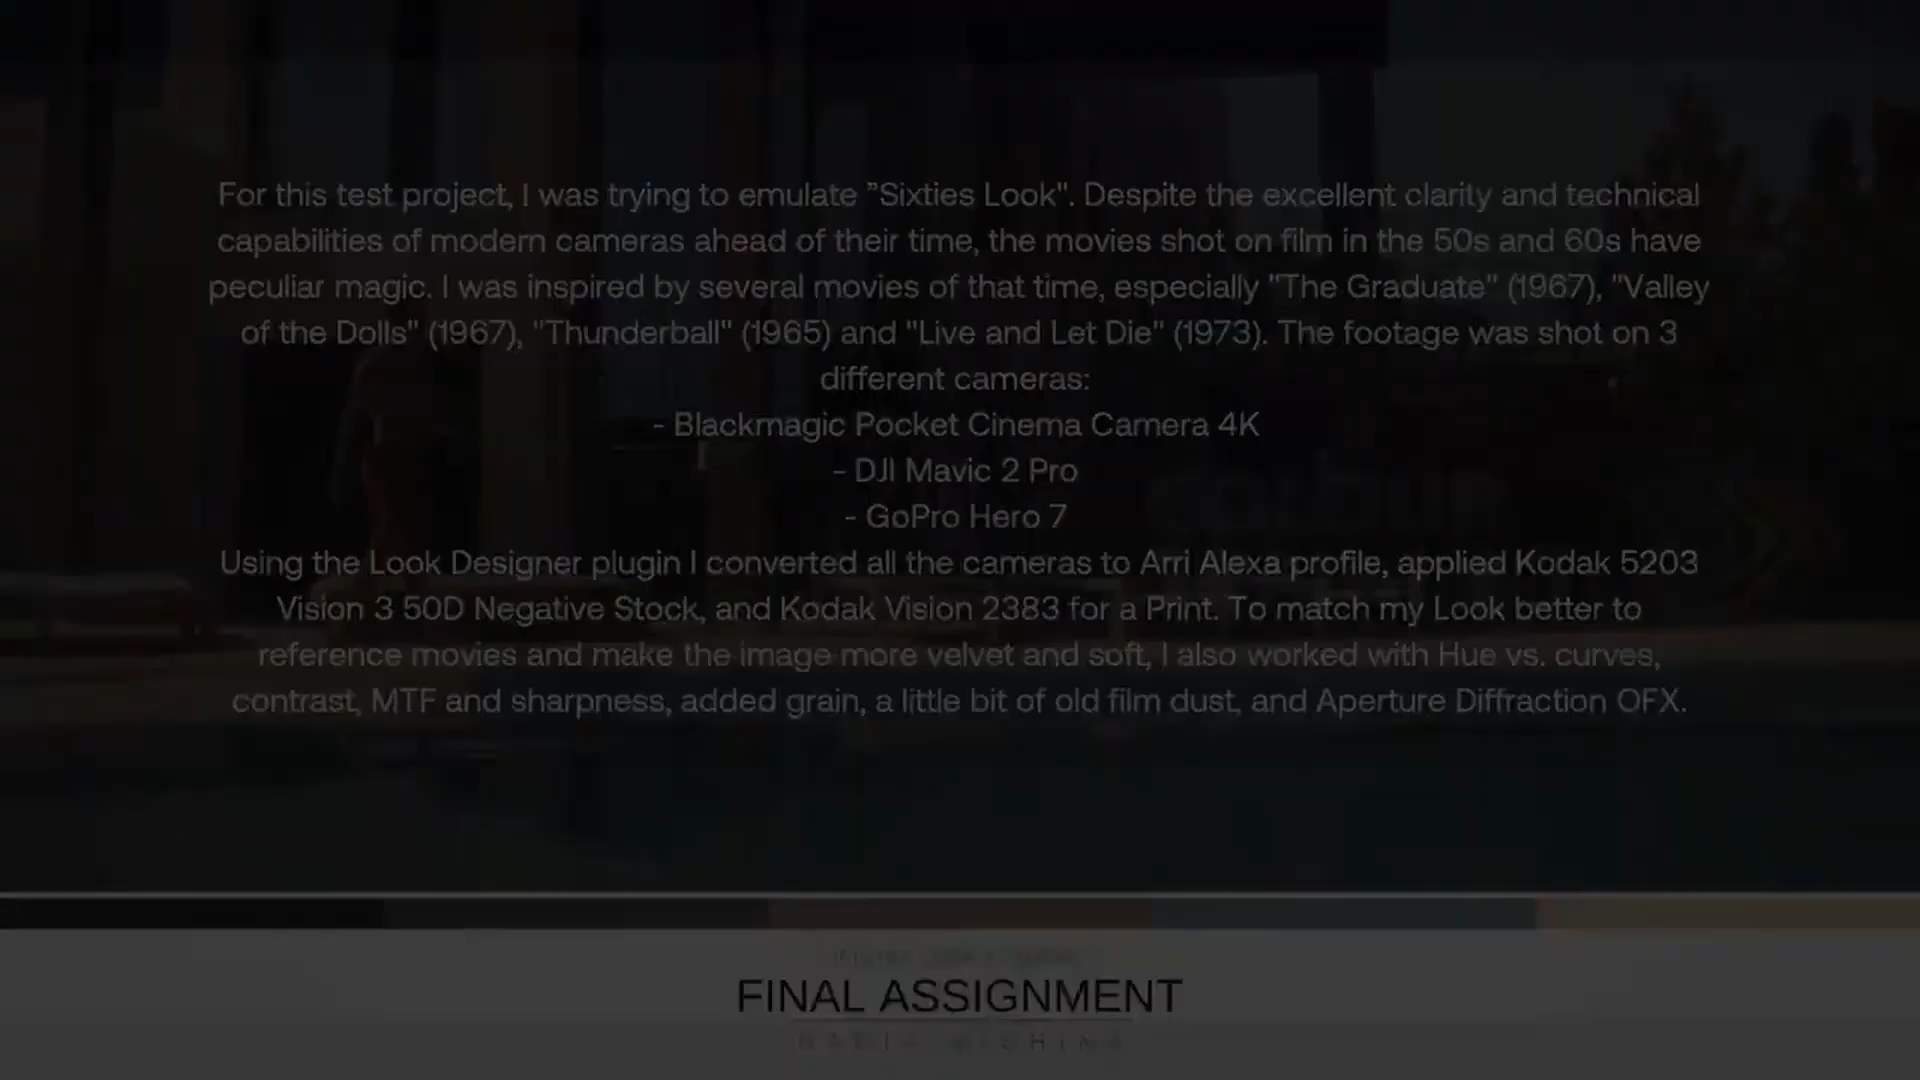 For this test project, I was trying to emulate "Sixties Look". Despite the excellent clarity and technical
capabilities of modern cameras ahead of their time, the movies shot on film in the 50s and 60s have
peculiar magic. I was inspired by several movies of that time, especially "The Graduate" (1967), "Valley
of the Dolls" (1967), "Thunderball" (1965) and "Live and Let Die" (1973). The footage was shot on 3
different cameras:
- Blackmagic Pocket Cinema Camera 4K
- DJI Mavic 2 Pro
- GoPro Hero 7
Using the Look Designer plugin I converted all the cameras to Arri Alexa profile, applied Kodak 5203
Vision 3 50D Negative Stock, and Kodak Vision 2383 for a Print. To match my Look better to
reference movies and make the image more velvet and soft, I also worked with Hue vs. curves,
contrast, MTF and sharpness, added grain, a little bit of old film dust, and Aperture Diffraction OFX.
FINAL ASSIGNMENT